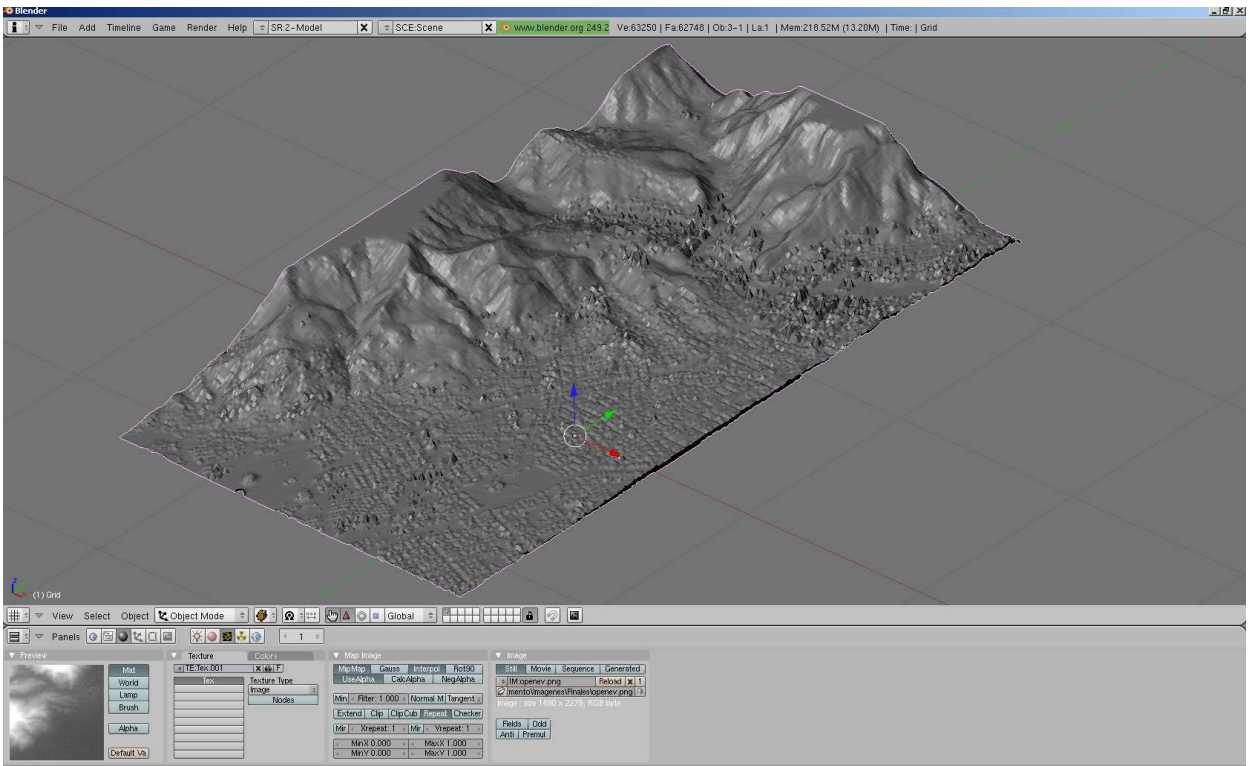 Blender
File Add Timeline Game Render Help SR:2-Model X SCE:Scene X www.blender.org 249.2 Ve:63250 | Fa:62748 | Ob:3-1 | La:1 | Mem:218.52M (13.20M) | Time: | Grid
z
(1) Grid
View Select Object Object Mode Global
Panels 1
Preview Texture Colors Map Image Image
Mat TE:Tex.001 X F MipMap Gauss Interpol Rot90 Still Movie Sequence Generated
World Tex Texture Type UseAlpha CalcAlpha NegAlpha IM:openev.png Reload X 1
Lamp Image Min Filter: 1.000 Normal M Tangent mento\Imagenes\Finales\openev.png
Brush Nodes Image : size 1480 x 2279, RGB byte
Extend Clip ClipCub Repeat Checker
Alpha Mir Xrepeat: 1 Mir Yrepeat: 1 Fields Odd
MinX 0.000 MaxX 1.000 Anti Premul
Default Va MinY 0.000 MaxY 1.000